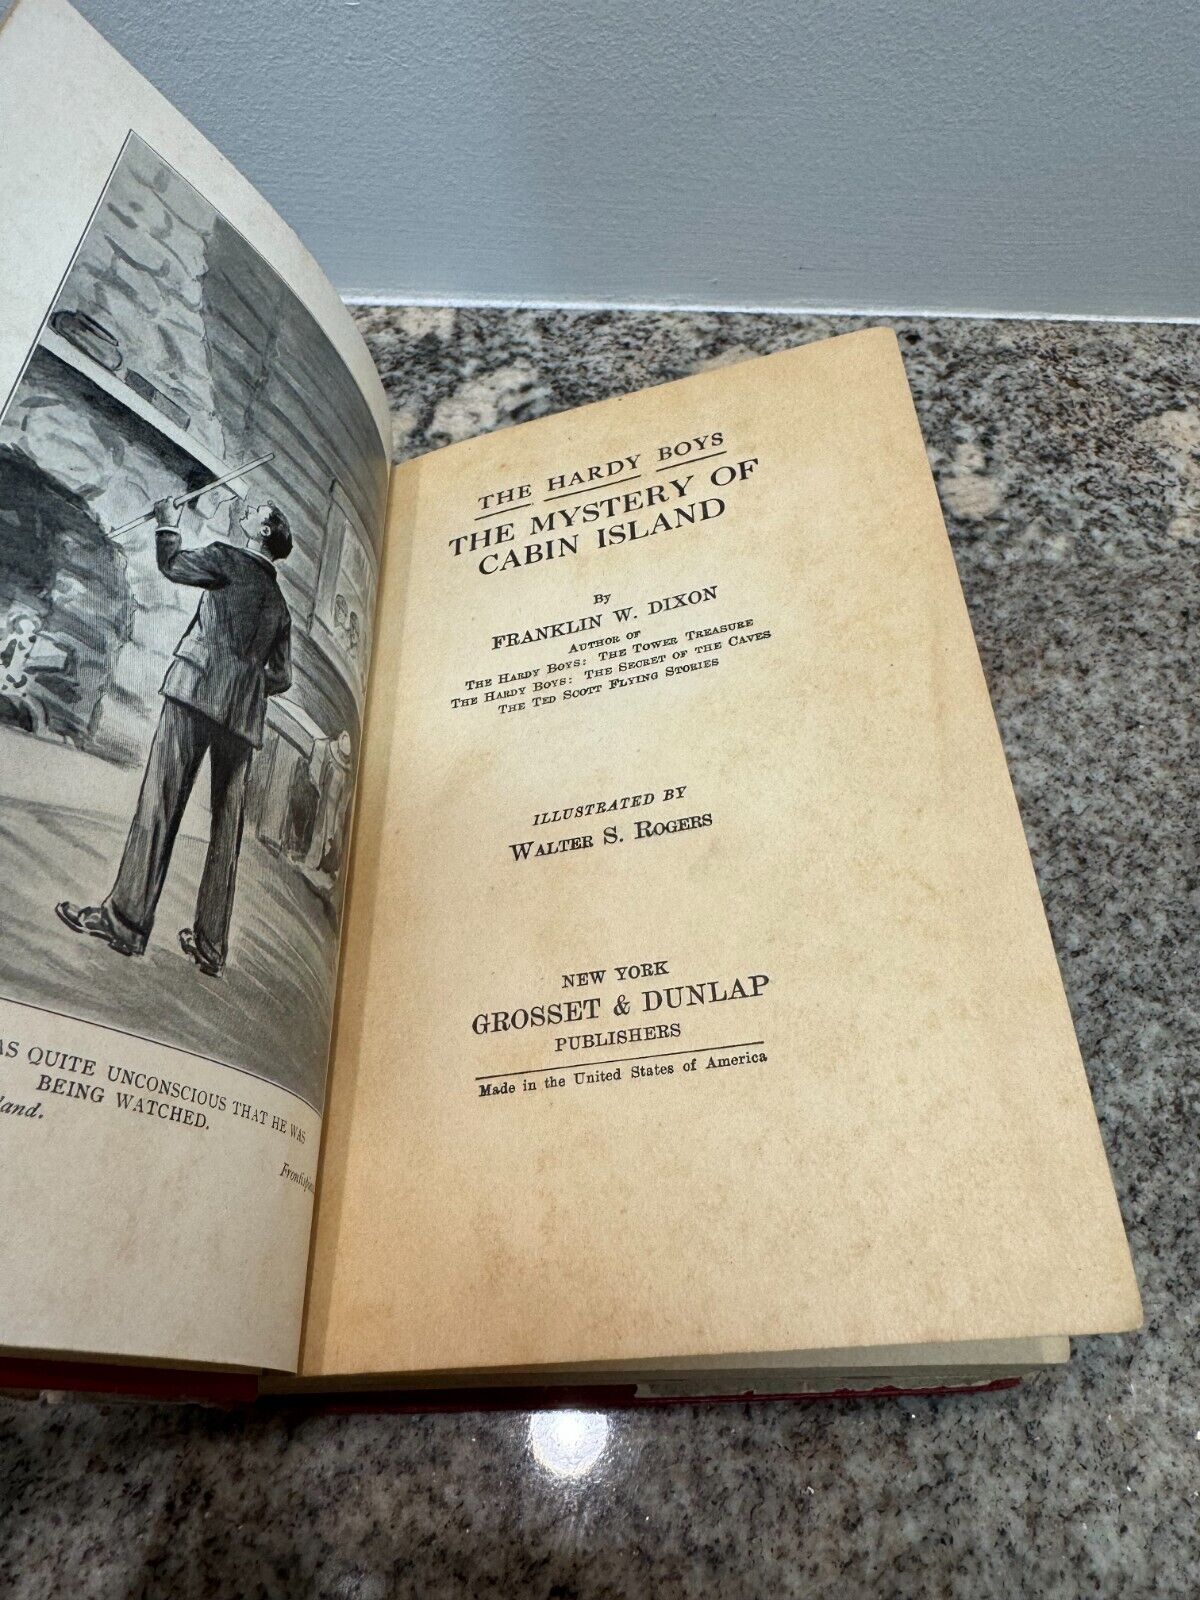 AS QUITE UNCONSCIOUS THAT HE WAS
BEING WATCHED.
land.
THE HARDY BOYS
THE MYSTERY OF
CABIN ISLAND
By
FRANKLIN W. DIXON
AUTHOR OF
THE HARDY BOYS: THE TOWER TREASURE
THE HARDY BOYS: THE SECRET OF THE CAVES
THE TED SCOTT FLYING STORIES
ILLUSTRATED BY
WALTER S. ROGERS
NEW YORK
GROSSET & DUNLAP
PUBLISHERS
Made in the United States of America